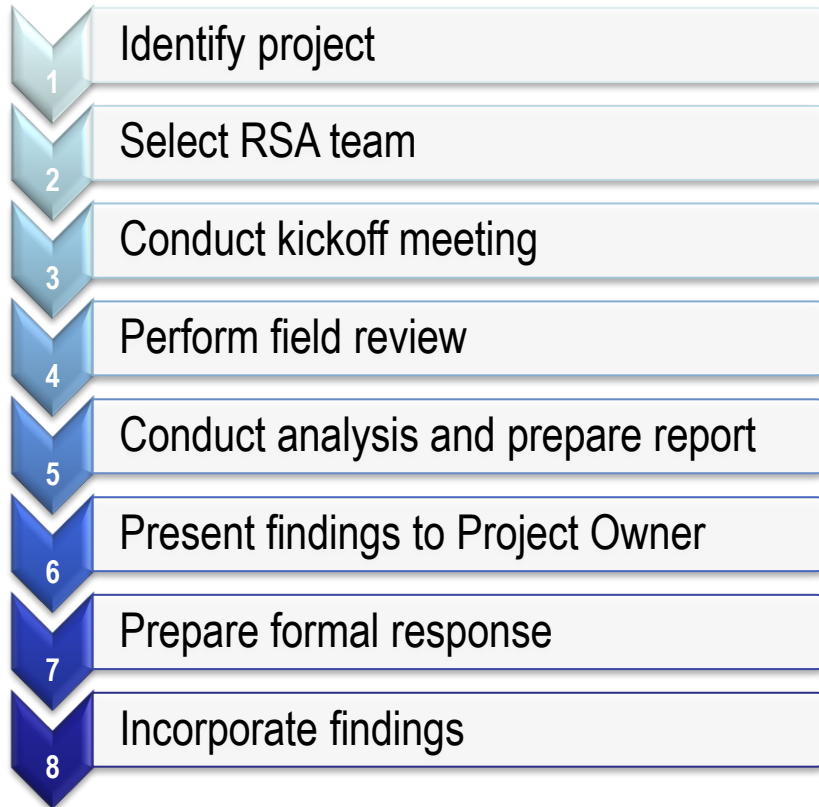 1 Identify project
2 Select RSA team
3 Conduct kickoff meeting
4 Perform field review
5 Conduct analysis and prepare report
6 Present findings to Project Owner
7 Prepare formal response
8 Incorporate findings